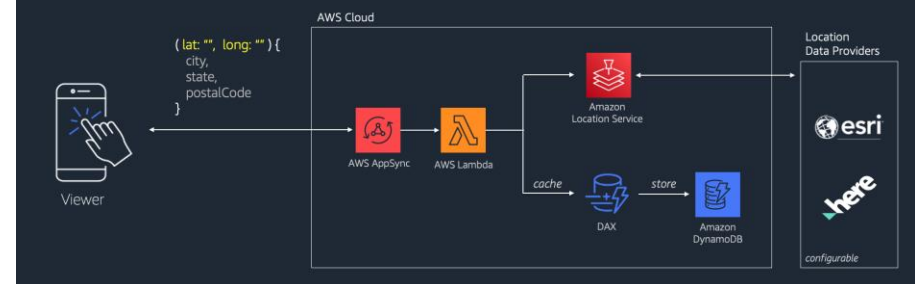 AWS Cloud
( lat: "", long: "" ) {
city,
state,
postalCode
}
Viewer
AWS AppSync
AWS Lambda
Amazon
Location Service
cache
DAX
store
Amazon
DynamoDB
Location
Data Providers
esri
here
configurable